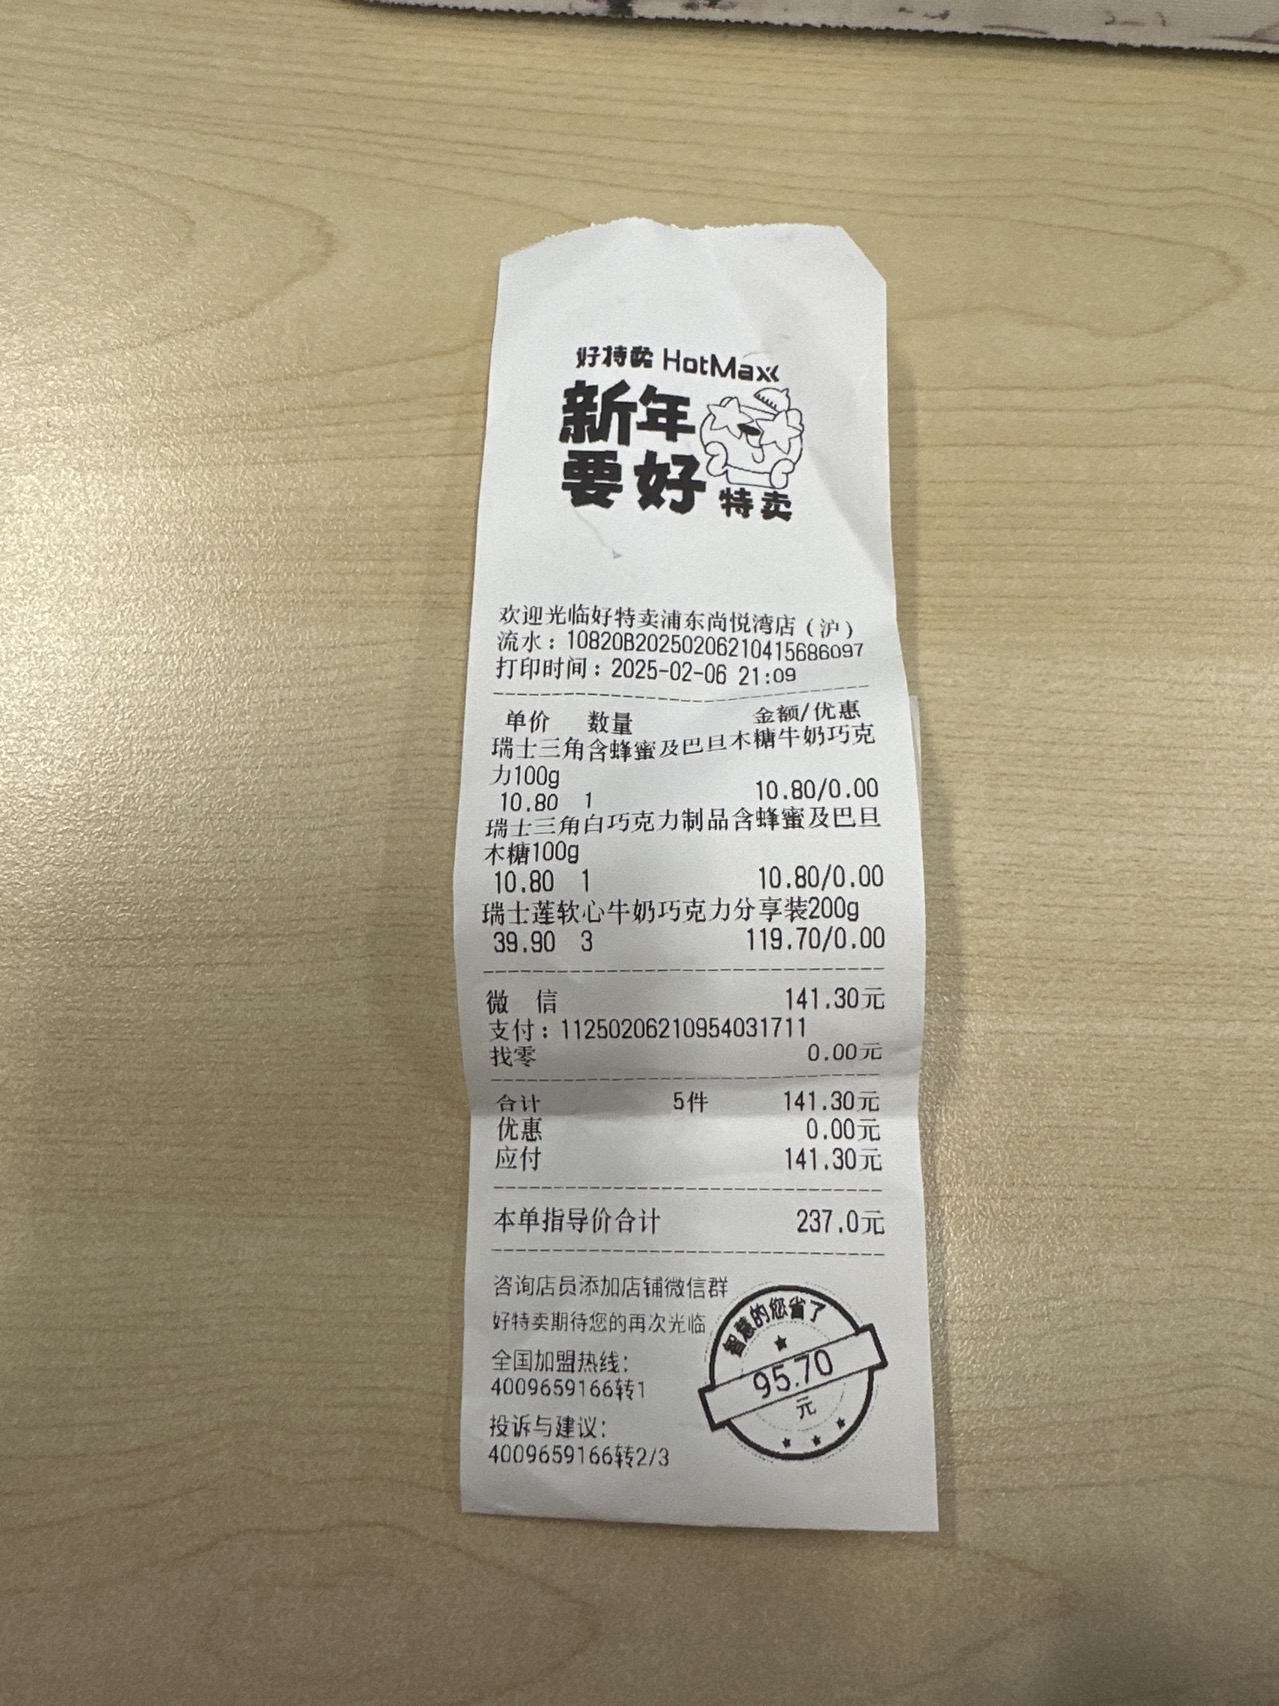 好特卖 HotMaxx
新年
要好特卖
欢迎光临好特卖浦东尚悦湾店（沪）
流水：10820B20250206210415686097
打印时间：2025-02-06 21:09
单价 数量 金额/优惠
瑞士三角含蜂蜜及巴旦木糖牛奶巧克
力100g
10.80 1 10.80/0.00
瑞士三角白巧克力制品含蜂蜜及巴旦
木糖100g
10.80 1 10.80/0.00
瑞士莲软心牛奶巧克力分享装200g
39.90 3 119.70/0.00
微 信 141.30元
支付：11250206210954031711
找零 0.00元
合计 5件 141.30元
优惠 0.00元
应付 141.30元
本单指导价合计 237.0元
咨询店员添加店铺微信群
好特卖期待您的再次光临
全国加盟热线：
4009659166转1
投诉与建议：
4009659166转2/3
智慧的您省了
95.70
元